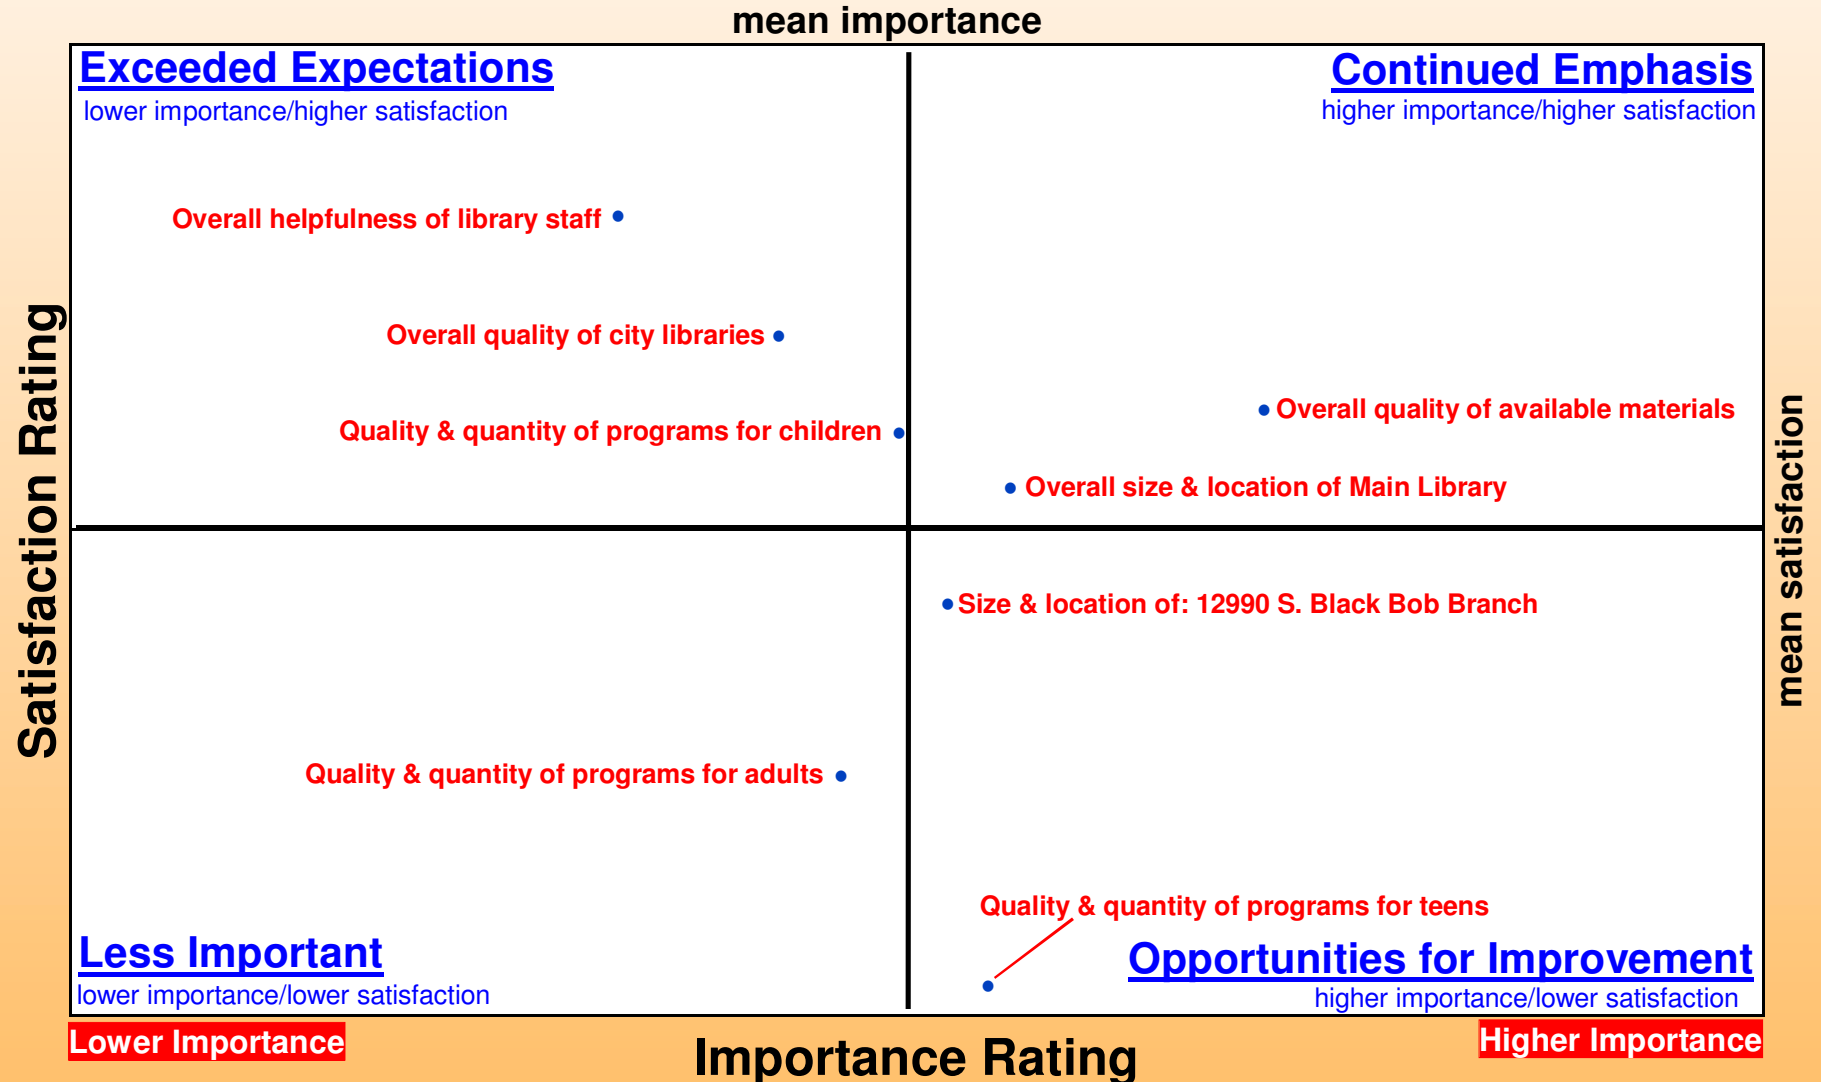 mean importance
Exceeded Expectations
lower importance/higher satisfaction
Continued Emphasis
higher importance/higher satisfaction
Overall helpfulness of library staff
Overall quality of city libraries
Quality & quantity of programs for children
Overall quality of available materials
Overall size & location of Main Library
Satisfaction Rating
mean satisfaction
Size & location of: 12990 S. Black Bob Branch
Quality & quantity of programs for adults
Quality & quantity of programs for teens
Less Important
lower importance/lower satisfaction
Opportunities for Improvement
higher importance/lower satisfaction
Lower Importance
Importance Rating
Higher Importance